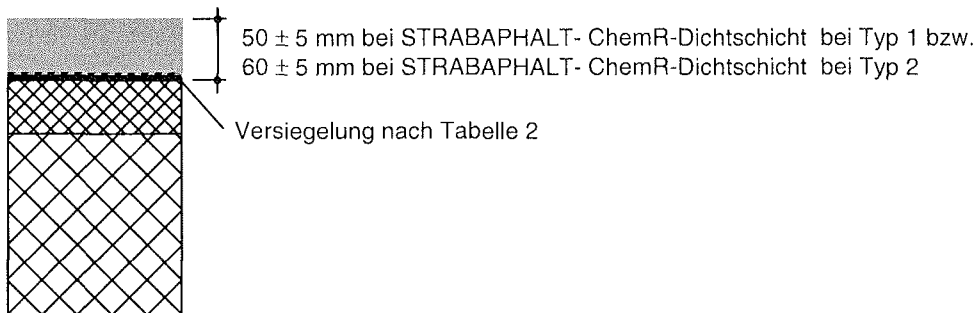 50 ± 5 mm bei STRABAPHALT- ChemR-Dichtschicht bei Typ 1 bzw.
60 ± 5 mm bei STRABAPHALT- ChemR-Dichtschicht bei Typ 2
Versiegelung nach Tabelle 2